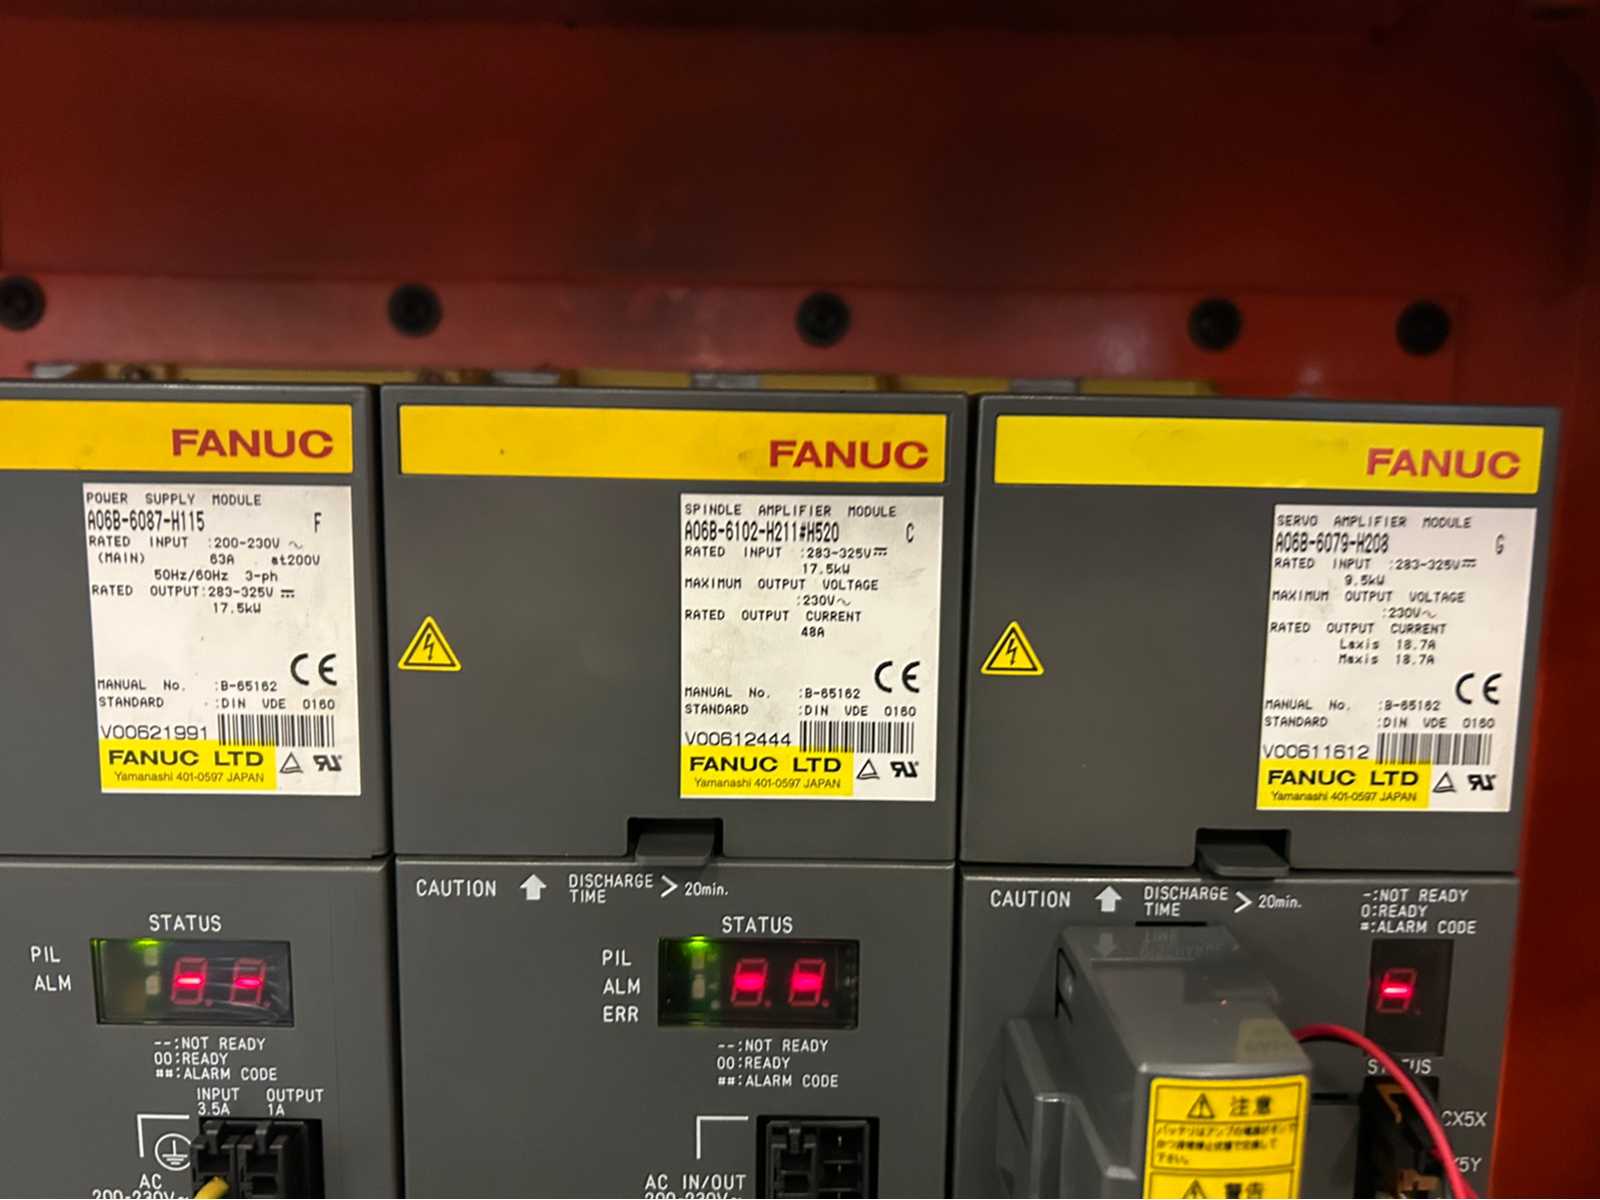 FANUC
POWER SUPPLY MODULE
A06B-6087-H115 F
RATED INPUT :200-230V～
(MAIN) 63A at200V
50Hz/60Hz 3-ph
RATED OUTPUT:283-325V ⎓
17.5kW
CE
MANUAL No. :B-65162
STANDARD :DIN VDE 0160
V00621991
FANUC LTD
Yamanashi 401-0597 JAPAN
STATUS
PIL
ALM
--
--:NOT READY
00:READY
##:ALARM CODE
INPUT OUTPUT
3.5A 1A
AC
200-230V～
FANUC
SPINDLE AMPLIFIER MODULE
A06B-6102-H211#H520 C
RATED INPUT :283-325V⎓
17.5kW
MAXIMUM OUTPUT VOLTAGE
:230V～
RATED OUTPUT CURRENT
48A
CE
MANUAL No. :B-65162
STANDARD :DIN VDE 0160
V00612444
FANUC LTD
Yamanashi 401-0597 JAPAN
CAUTION DISCHARGE TIME > 20min.
STATUS
PIL
ALM
ERR
--
--:NOT READY
00:READY
##:ALARM CODE
AC IN/OUT
200-230V～
FANUC
SERVO AMPLIFIER MODULE
A06B-6079-H208 G
RATED INPUT :283-325V⎓
9.5kW
MAXIMUM OUTPUT VOLTAGE
:230V～
RATED OUTPUT CURRENT
Laxis 18.7A
Maxis 18.7A
CE
MANUAL No. :B-65162
STANDARD :DIN VDE 0160
V00611612
FANUC LTD
Yamanashi 401-0597 JAPAN
CAUTION DISCHARGE TIME > 20min.
-:NOT READY
0:READY
#:ALARM CODE
-
STATUS
CX5X
注意
警告